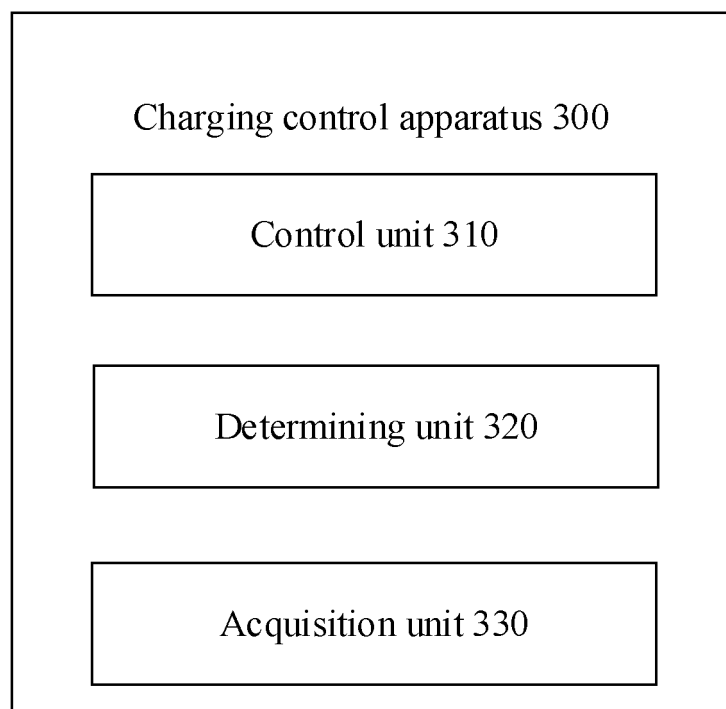 Charging control apparatus 300
Control unit 310
Determining unit 320
Acquisition unit 330